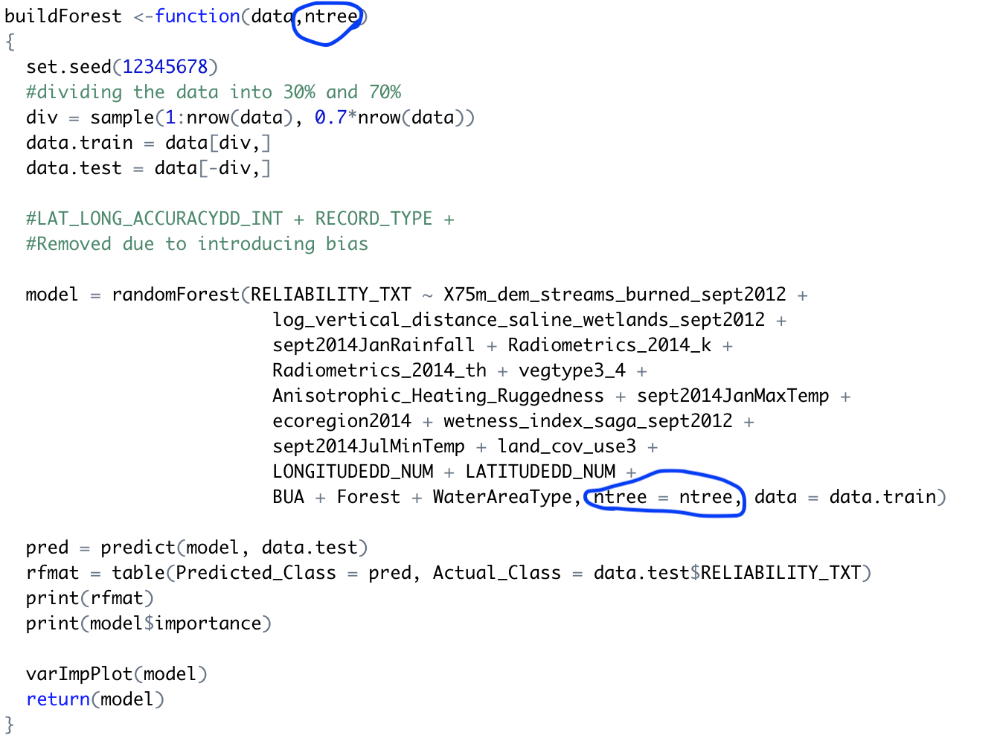 buildForest <-function(data,ntree)
{
set.seed(12345678)
#dividing the data into 30% and 70%
div = sample(1:nrow(data), 0.7*nrow(data))
data.train = data[div,]
data.test = data[-div,]
#LAT_LONG_ACCURACYDD_INT + RECORD_TYPE +
#Removed due to introducing bias
model = randomForest(RELIABILITY_TXT ~ X75m_dem_streams_burned_sept2012 +
log_vertical_distance_saline_wetlands_sept2012 +
sept2014JanRainfall + Radiometrics_2014_k +
Radiometrics_2014_th + vegtype3_4 +
Anisotrophic_Heating_Ruggedness + sept2014JanMaxTemp +
ecoregion2014 + wetness_index_saga_sept2012 +
sept2014JulMinTemp + land_cov_use3 +
LONGITUDEDD_NUM + LATITUDEDD_NUM +
BUA + Forest + WaterAreaType, ntree = ntree, data = data.train)
pred = predict(model, data.test)
rfmat = table(Predicted_Class = pred, Actual_Class = data.test$RELIABILITY_TXT)
print(rfmat)
print(model$importance)
varImpPlot(model)
return(model)
}